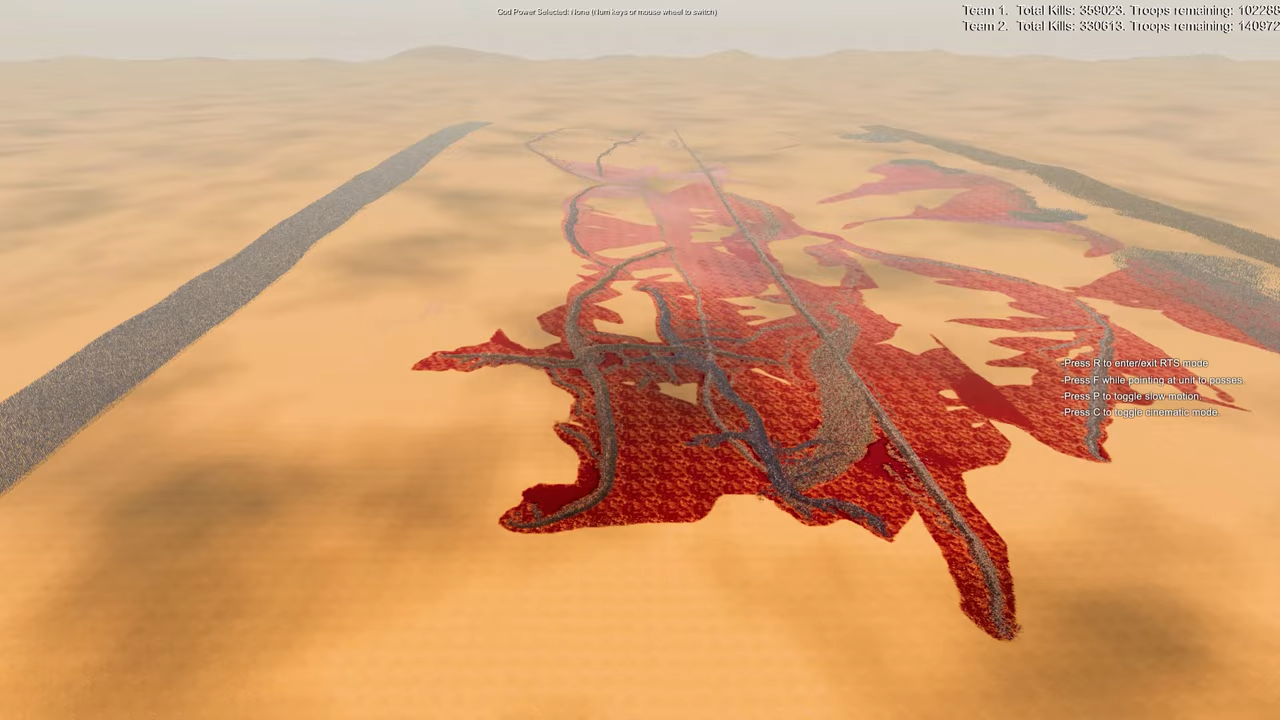 God Power Selected: None (Num keys or mouse wheel to switch)
Team 1. Total Kills: 359023. Troops remaining: 102288
Team 2. Total Kills: 330613. Troops remaining: 140972
-Press R to enter/exit RTS mode
-Press F while pointing at unit to posses.
-Press P to toggle slow motion.
-Press C to toggle cinematic mode.